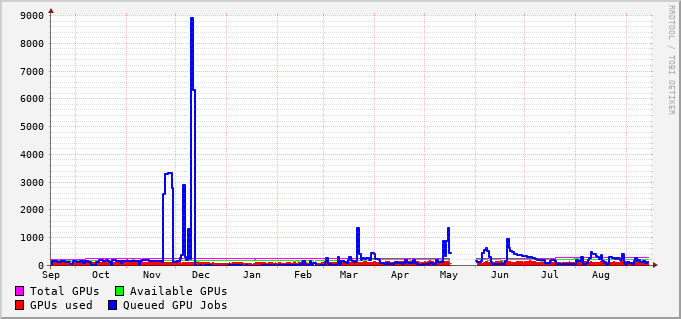 RRDTOOL / TOBI OETIKER
9000
8000
7000
6000
5000
4000
3000
2000
1000
0
Sep Oct Nov Dec Jan Feb Mar Apr May Jun Jul Aug
Total GPUs Available GPUs
GPUs used Queued GPU Jobs